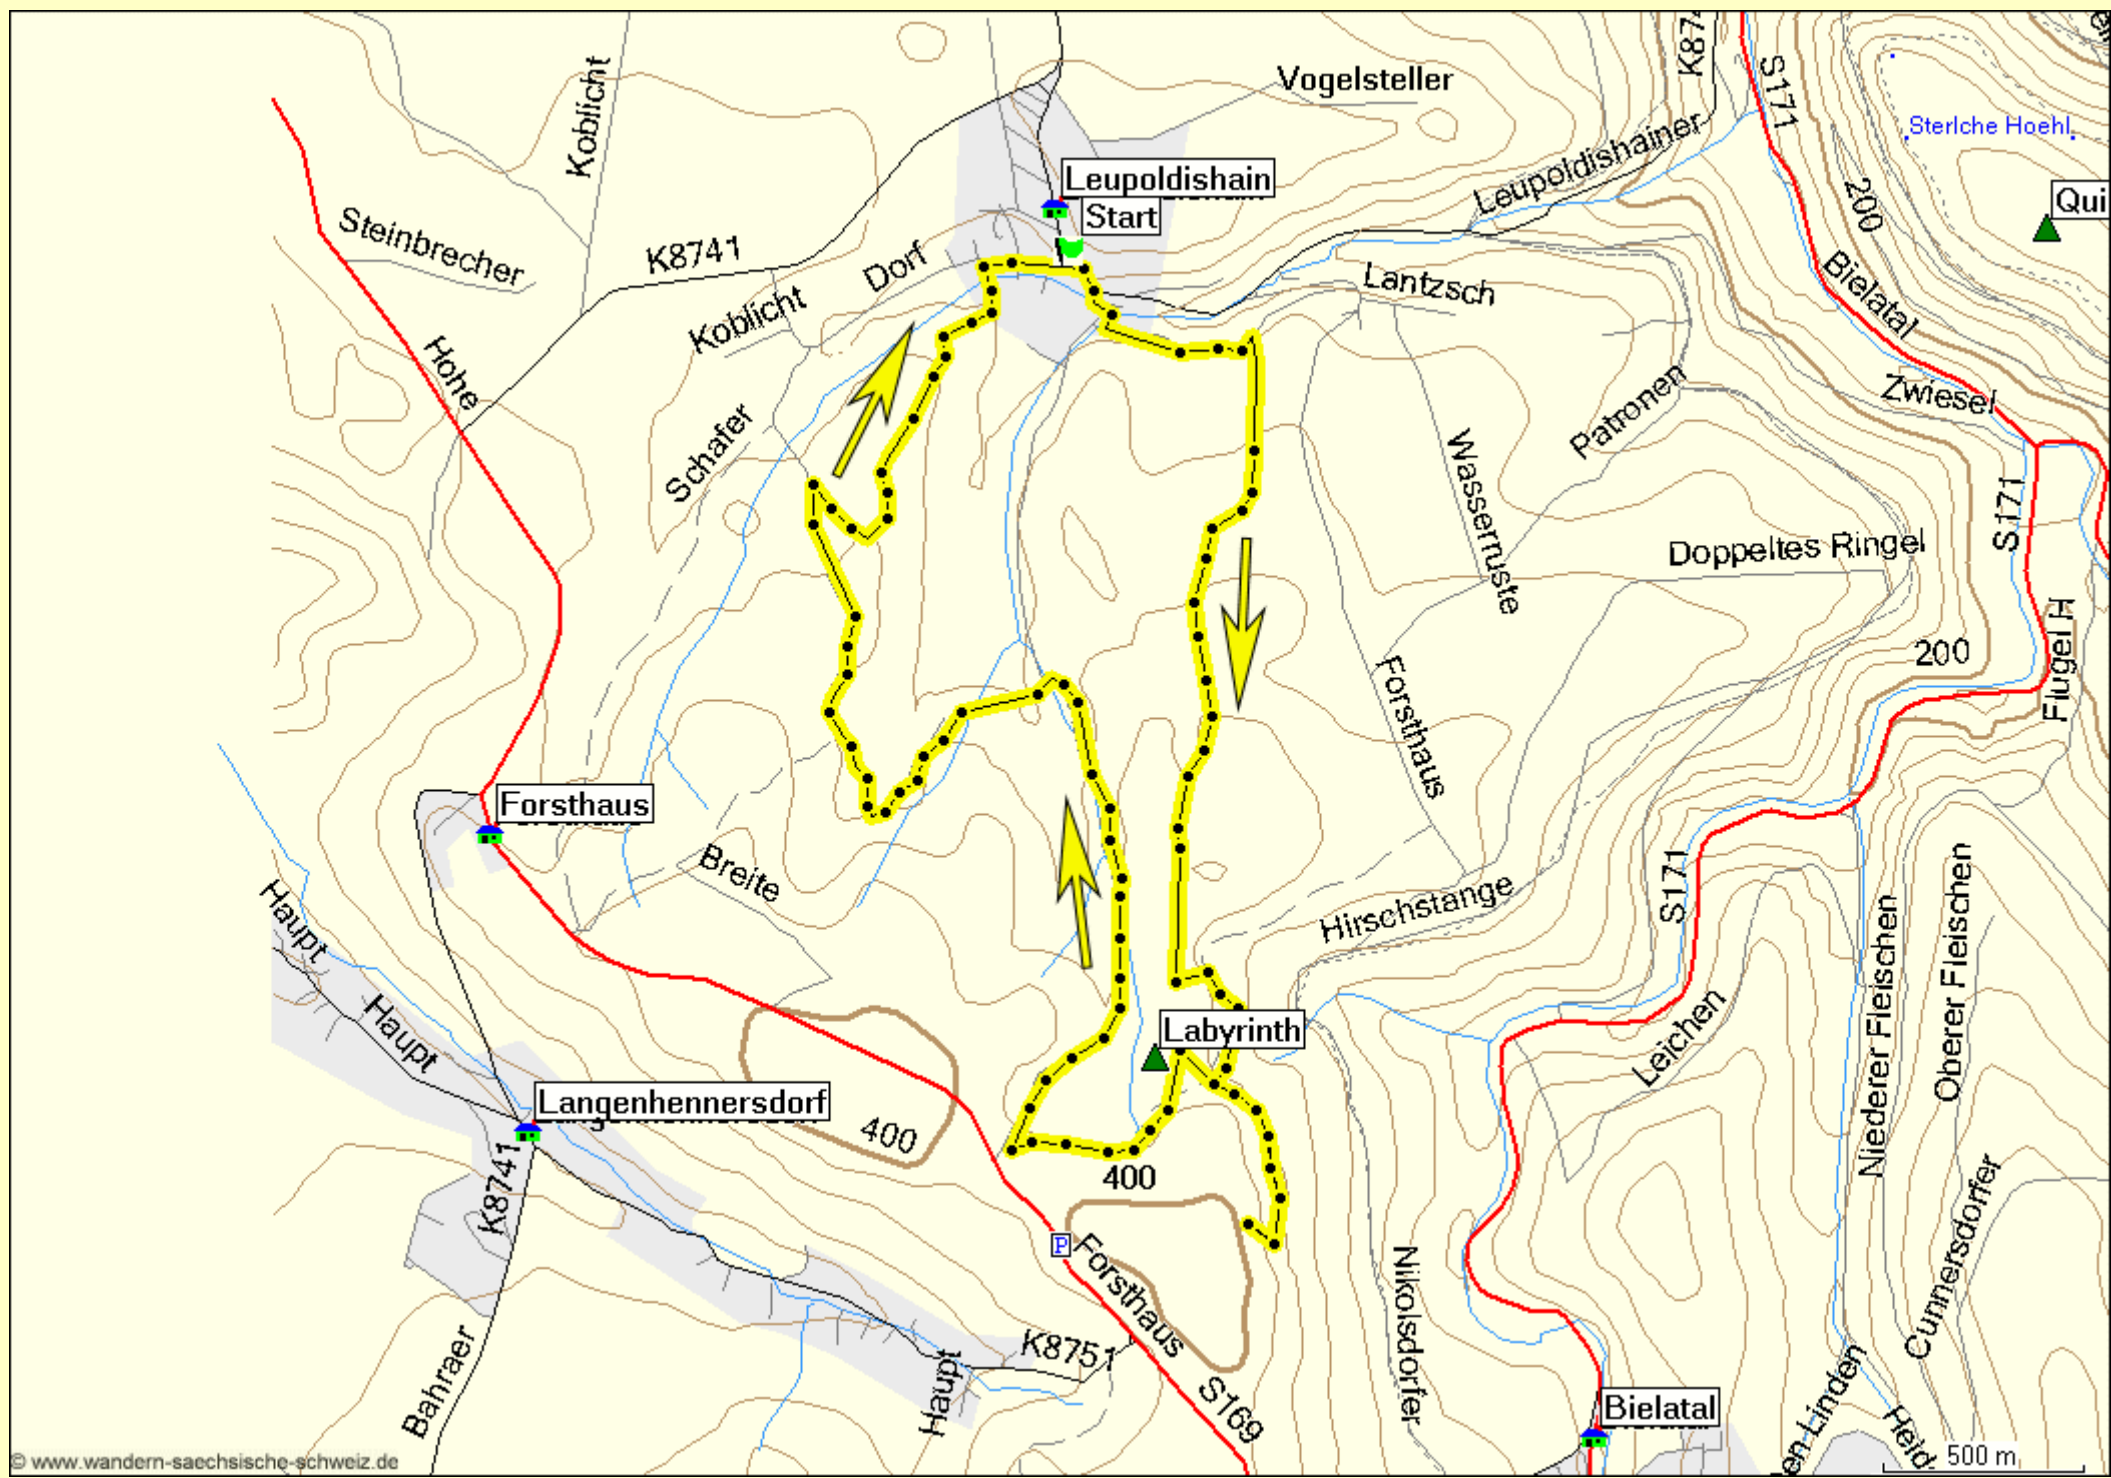 Vogelsteller
Koblicht
K874
S171
Sterlche Hoehl
Leupoldishainer
Leupoldishain
Start
200
Qui
Steinbrecher
K8741
Dorf
Koblicht
Lantzsch
Bielatal
Hohe
Schafer
Patronen
Zwiesel
Wasserruste
S171
Doppeltes Ringel
200
Flugel H
Forsthaus
Forsthaus
Breite
Hirschstange
S171
Haupt
Haupt
Niederer Fleischen
Oberer Fleischen
Leichen
Labyrinth
Langenhennersdorf
400
400
K8741
P
Forsthaus
Nikolsdorfer
Cunnersdorfer
Bahraer
Haupt
K8751
S169
Bielatal
en-Linden
Heid
500 m
© www.wandern-saechsische-schweiz.de